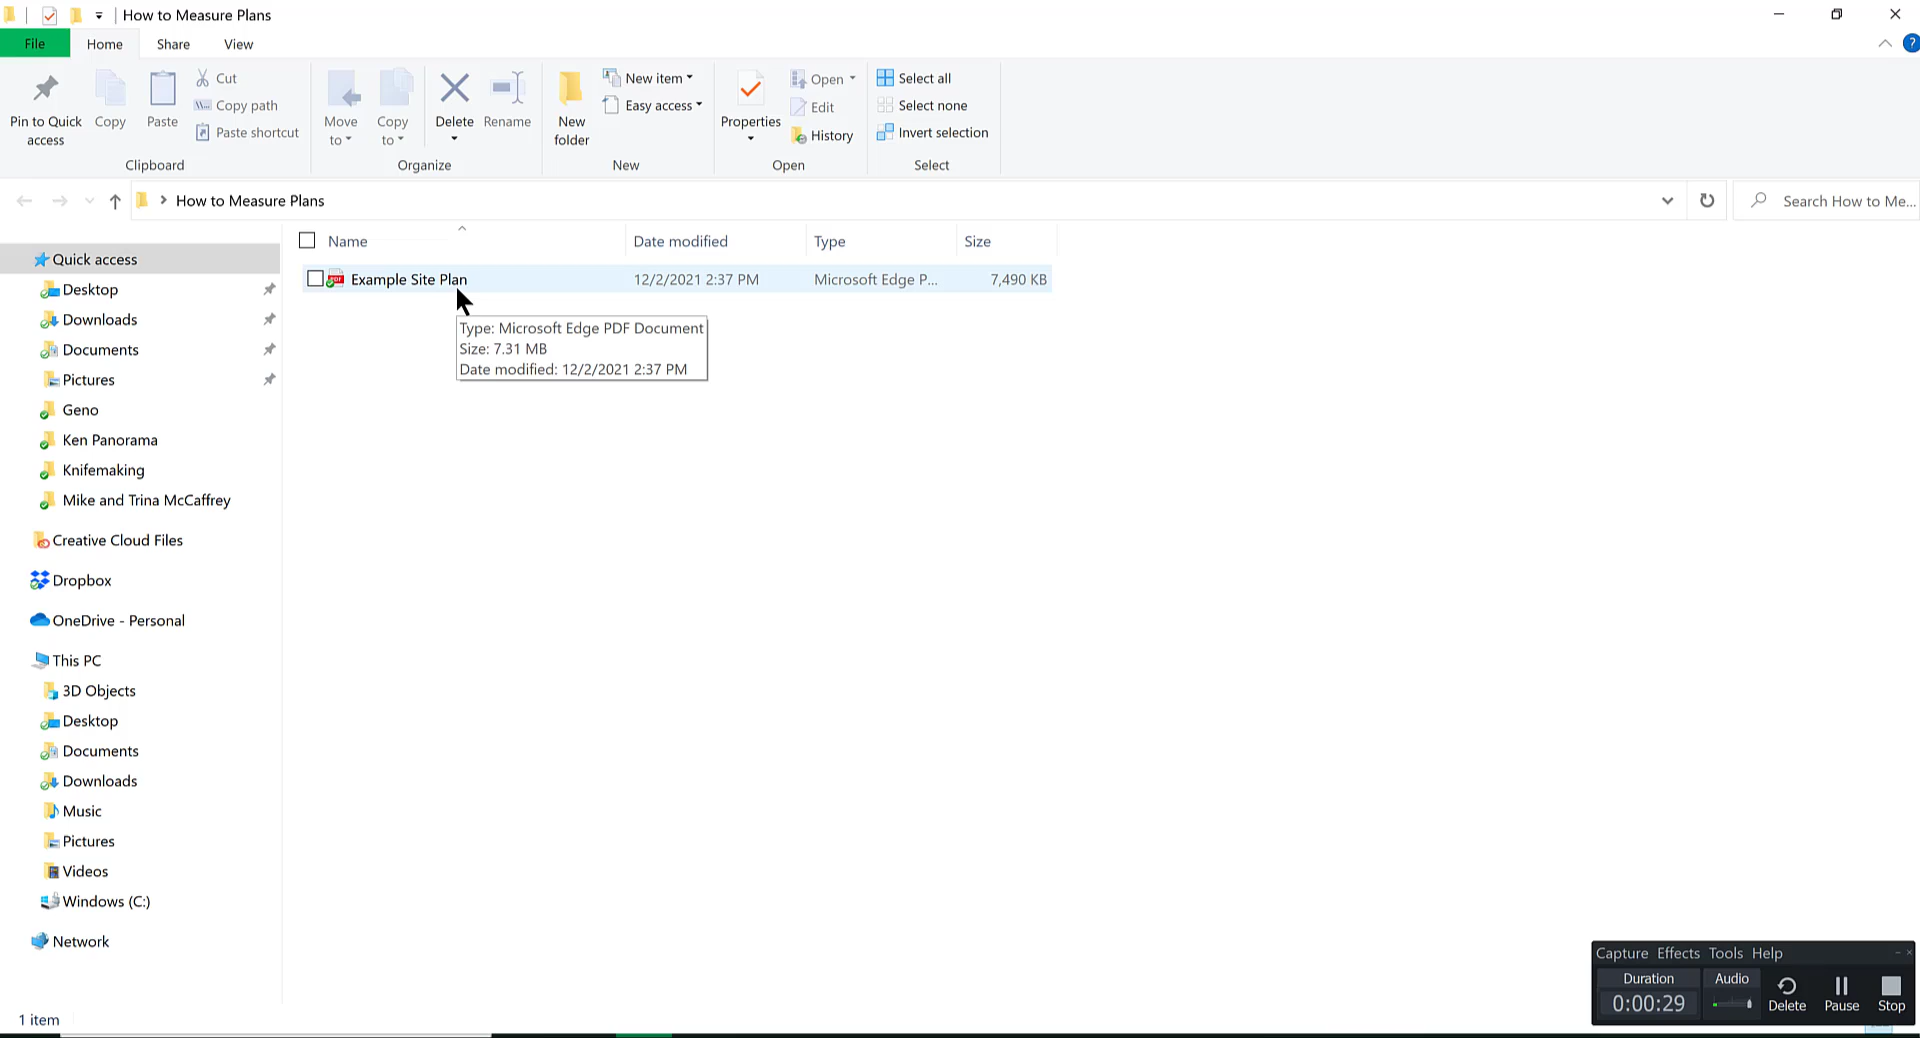 How to Measure Plans
File
Home
Share
View
Pin to Quick access
Copy
Paste
Cut
Copy path
Paste shortcut
Clipboard
Move to
Copy to
Delete
Rename
Organize
New folder
New item
Easy access
New
Properties
Open
Edit
History
Open
Select all
Select none
Invert selection
Select
How to Measure Plans
Search How to Me...
Name
Date modified
Type
Size
Example Site Plan
12/2/2021 2:37 PM
Microsoft Edge P...
7,490 KB
Type: Microsoft Edge PDF Document
Size: 7.31 MB
Date modified: 12/2/2021 2:37 PM
Quick access
Desktop
Downloads
Documents
Pictures
Geno
Ken Panorama
Knifemaking
Mike and Trina McCaffrey
Creative Cloud Files
Dropbox
OneDrive - Personal
This PC
3D Objects
Desktop
Documents
Downloads
Music
Pictures
Videos
Windows (C:)
Network
1 item
Capture Effects Tools Help
Duration
0:00:29
Audio
Delete
Pause
Stop